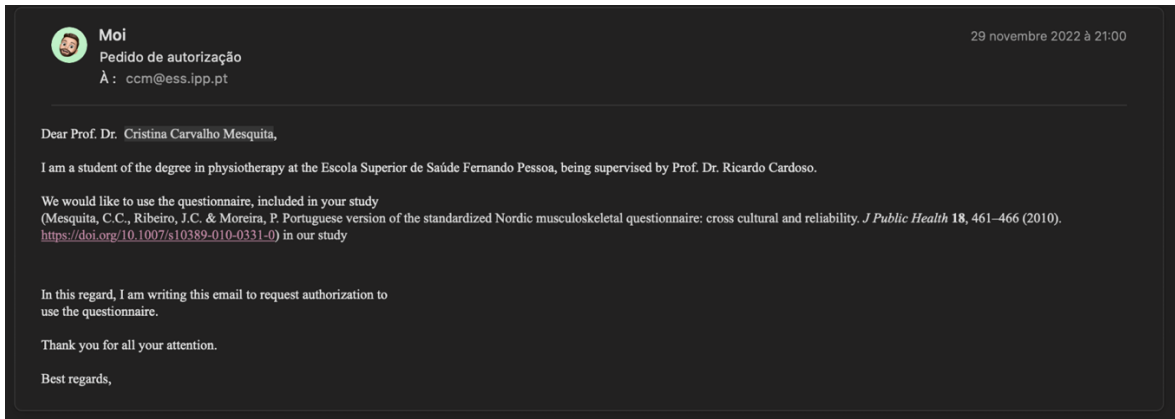 Moi
29 novembre 2022 à 21:00
Pedido de autorização
À : ccm@ess.ipp.pt
Dear Prof. Dr. Cristina Carvalho Mesquita,
I am a student of the degree in physiotherapy at the Escola Superior de Saúde Fernando Pessoa, being supervised by Prof. Dr. Ricardo Cardoso.
We would like to use the questionnaire, included in your study
(Mesquita, C.C., Ribeiro, J.C. & Moreira, P. Portuguese version of the standardized Nordic musculoskeletal questionnaire: cross cultural and reliability. J Public Health 18, 461–466 (2010).
https://doi.org/10.1007/s10389-010-0331-0) in our study
In this regard, I am writing this email to request authorization to
use the questionnaire.
Thank you for all your attention.
Best regards,